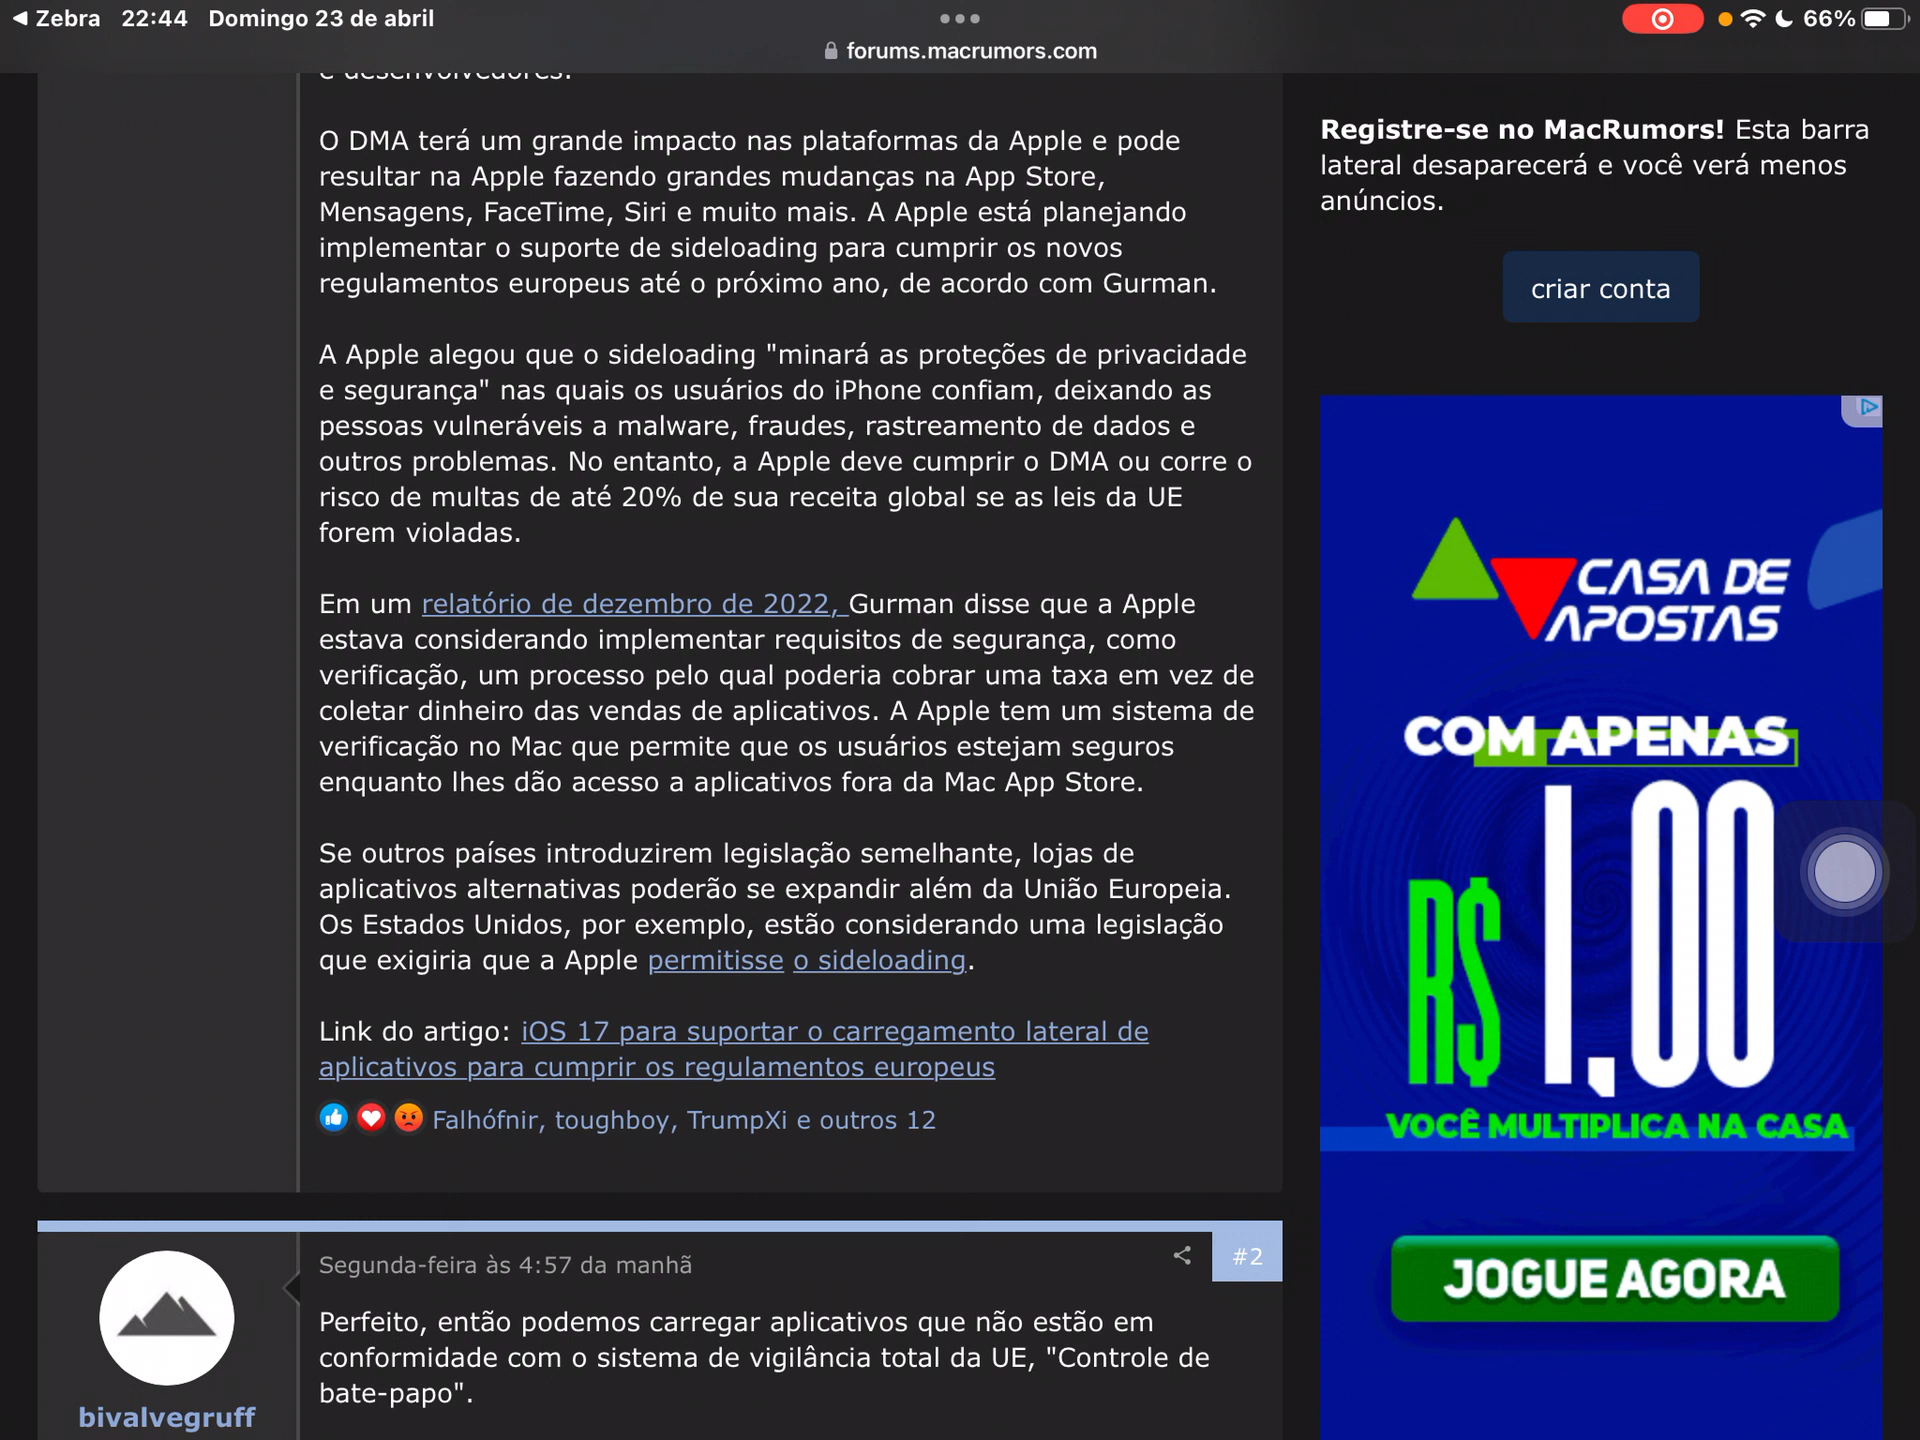 Zebra 22:44 Domingo 23 de abril
66%
forums.macrumors.com
e desenvolvedores.
O DMA terá um grande impacto nas plataformas da Apple e pode
resultar na Apple fazendo grandes mudanças na App Store,
Mensagens, FaceTime, Siri e muito mais. A Apple está planejando
implementar o suporte de sideloading para cumprir os novos
regulamentos europeus até o próximo ano, de acordo com Gurman.
A Apple alegou que o sideloading "minará as proteções de privacidade
e segurança" nas quais os usuários do iPhone confiam, deixando as
pessoas vulneráveis a malware, fraudes, rastreamento de dados e
outros problemas. No entanto, a Apple deve cumprir o DMA ou corre o
risco de multas de até 20% de sua receita global se as leis da UE
forem violadas.
Em um relatório de dezembro de 2022, Gurman disse que a Apple
estava considerando implementar requisitos de segurança, como
verificação, um processo pelo qual poderia cobrar uma taxa em vez de
coletar dinheiro das vendas de aplicativos. A Apple tem um sistema de
verificação no Mac que permite que os usuários estejam seguros
enquanto lhes dão acesso a aplicativos fora da Mac App Store.
Se outros países introduzirem legislação semelhante, lojas de
aplicativos alternativas poderão se expandir além da União Europeia.
Os Estados Unidos, por exemplo, estão considerando uma legislação
que exigiria que a Apple permitisse o sideloading.
Link do artigo: iOS 17 para suportar o carregamento lateral de
aplicativos para cumprir os regulamentos europeus
Falhófnir, toughboy, TrumpXi e outros 12
Segunda-feira às 4:57 da manhã
#2
Perfeito, então podemos carregar aplicativos que não estão em
conformidade com o sistema de vigilância total da UE, "Controle de
bate-papo".
bivalvegruff
Registre-se no MacRumors! Esta barra
lateral desaparecerá e você verá menos
anúncios.
criar conta
CASA DE
APOSTAS
COM APENAS
R$ 1,00
VOCÊ MULTIPLICA NA CASA
JOGUE AGORA